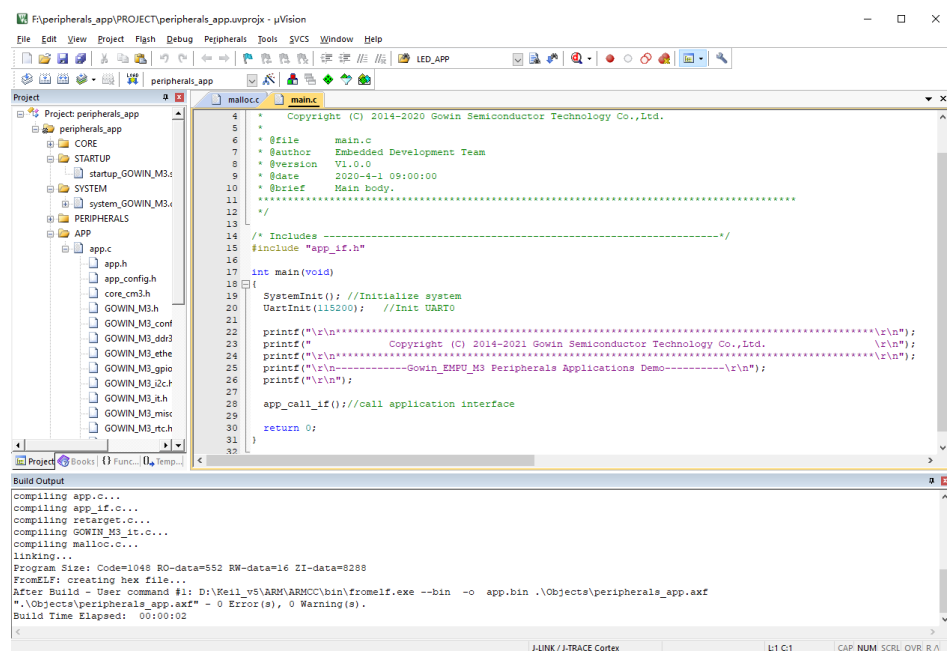 F:\peripherals_app\PROJECT\peripherals_app.uvprojx - µVision
File Edit View Project Flash Debug Peripherals Tools SVCS Window Help
LED_APP
LOAD peripherals_app
Project
Project: peripherals_app
peripherals_app
CORE
STARTUP
startup_GOWIN_M3.s
SYSTEM
system_GOWIN_M3.c
PERIPHERALS
APP
app.c
app.h
app_config.h
core_cm3.h
GOWIN_M3.h
GOWIN_M3_conf
GOWIN_M3_ddr3
GOWIN_M3_ethe
GOWIN_M3_gpio
GOWIN_M3_i2c.h
GOWIN_M3_it.h
GOWIN_M3_misc
GOWIN_M3_rtc.h
Project Books {} Func... Temp...
malloc.c main.c
4 * Copyright (C) 2014-2020 Gowin Semiconductor Technology Co.,Ltd.
5 *
6 * @file main.c
7 * @author Embedded Development Team
8 * @version V1.0.0
9 * @date 2020-4-1 09:00:00
10 * @brief Main body.
11 ******************************************************************************************
12 */
13
14 /* Includes ------------------------------------------------------------------*/
15 #include "app_if.h"
16
17 int main(void)
18 {
19 SystemInit(); //Initialize system
20 UartInit(115200); //Init UART0
21
22 printf("\r\n******************************************************************************************\r\n");
23 printf(" Copyright (C) 2014-2021 Gowin Semiconductor Technology Co.,Ltd. \r\n");
24 printf("\r\n******************************************************************************************\r\n");
25 printf("\r\n------------Gowin_EMPU_M3 Peripherals Applications Demo----------\r\n");
26 printf("\r\n");
27
28 app_call_if();//call application interface
29
30 return 0;
31 }
32
Build Output
compiling app.c...
compiling app_if.c...
compiling retarget.c...
compiling GOWIN_M3_it.c...
compiling malloc.c...
linking...
Program Size: Code=1048 RO-data=552 RW-data=16 ZI-data=8288
FromELF: creating hex file...
After Build - User command #1: D:\Keil_v5\ARM\ARMCC\bin\fromelf.exe --bin -o app.bin .\Objects\peripherals_app.axf
".\Objects\peripherals_app.axf" - 0 Error(s), 0 Warning(s).
Build Time Elapsed: 00:00:02
J-LINK / J-TRACE Cortex L:1 C:1 CAP NUM SCRL OVR R/